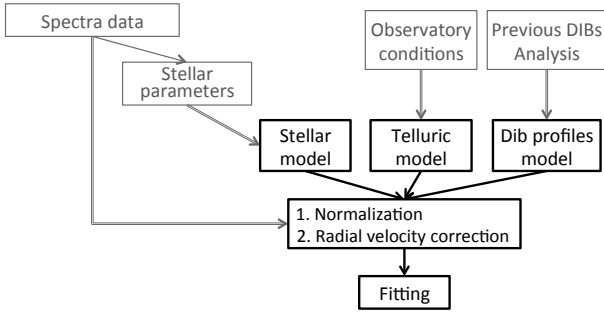 Spectra data
Observatory
conditions
Previous DIBs
Analysis
Stellar
parameters
Stellar
model
Telluric
model
Dib profiles
model
1. Normalization
2. Radial velocity correction
Fitting